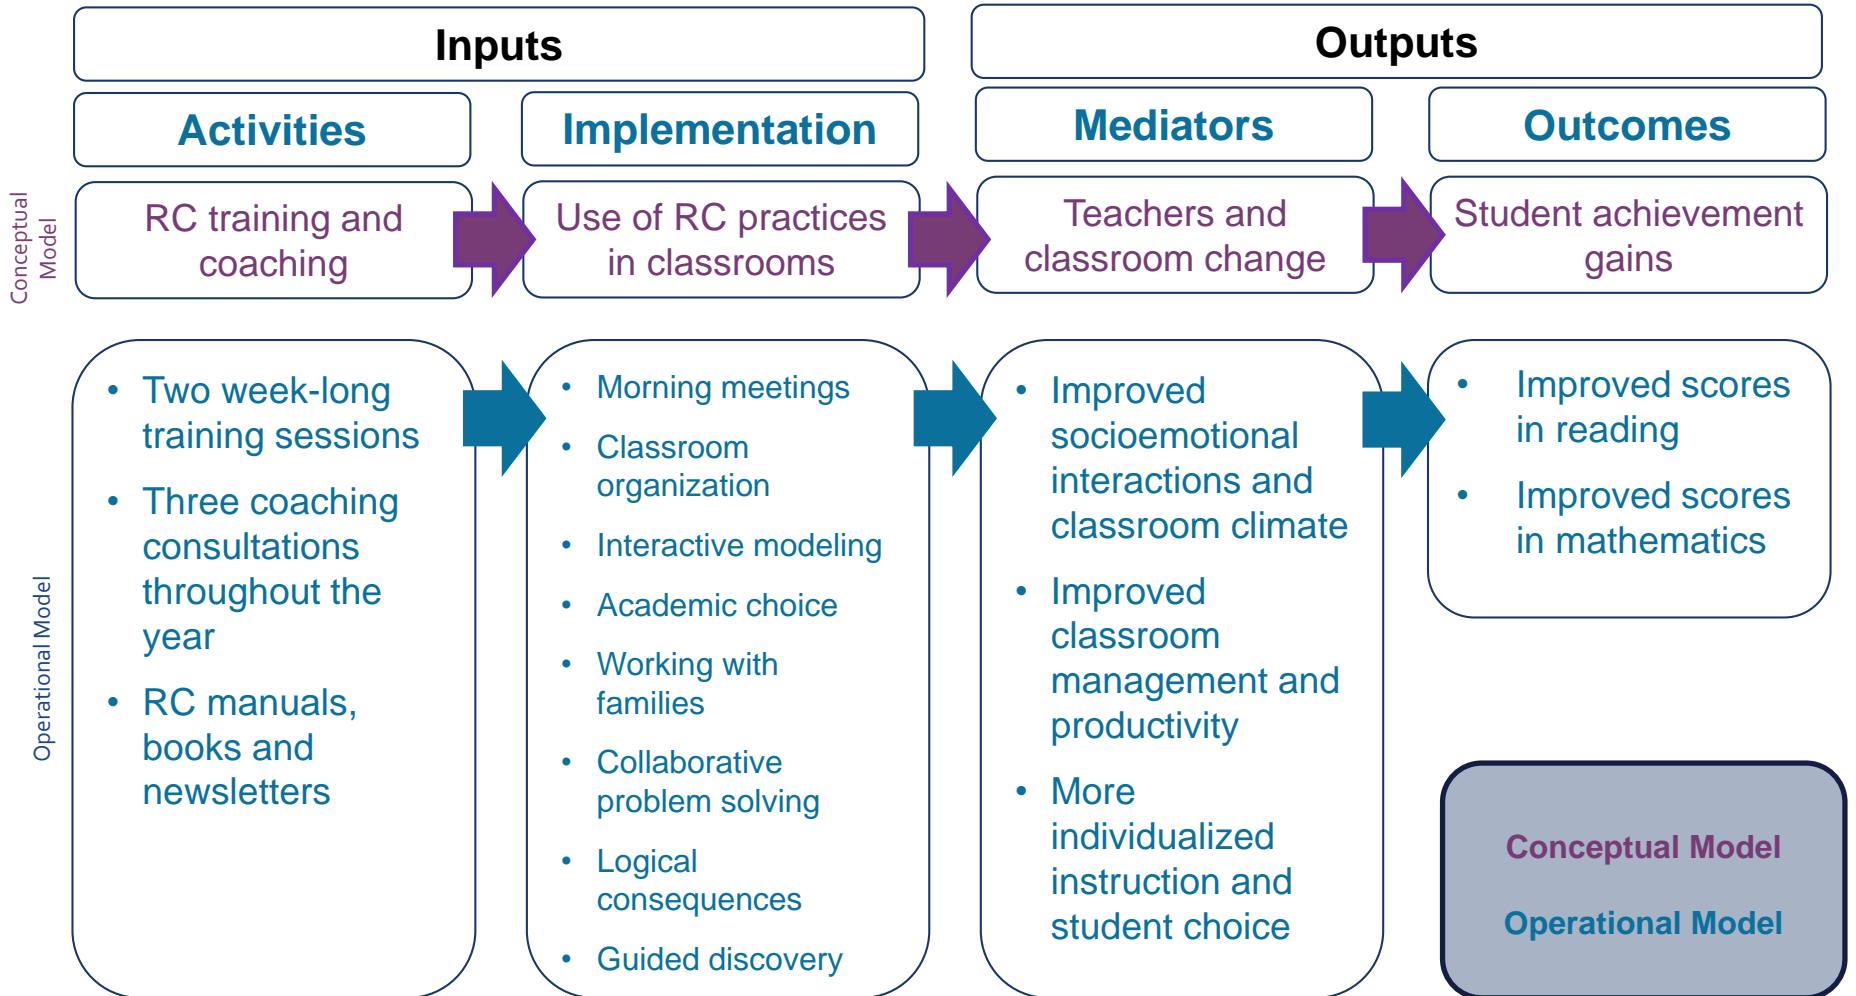 Inputs
Outputs
Activities
Implementation
Mediators
Outcomes
Conceptual
Model
RC training and
coaching
Use of RC practices
in classrooms
Teachers and
classroom change
Student achievement
gains
Operational Model
• Two week-long
training sessions
• Three coaching
consultations
throughout the
year
• RC manuals,
books and
newsletters
• Morning meetings
• Classroom
organization
• Interactive modeling
• Academic choice
• Working with
families
• Collaborative
problem solving
• Logical
consequences
• Guided discovery
• Improved
socioemotional
interactions and
classroom climate
• Improved
classroom
management and
productivity
• More
individualized
instruction and
student choice
• Improved scores
in reading
• Improved scores
in mathematics
Conceptual Model
Operational Model